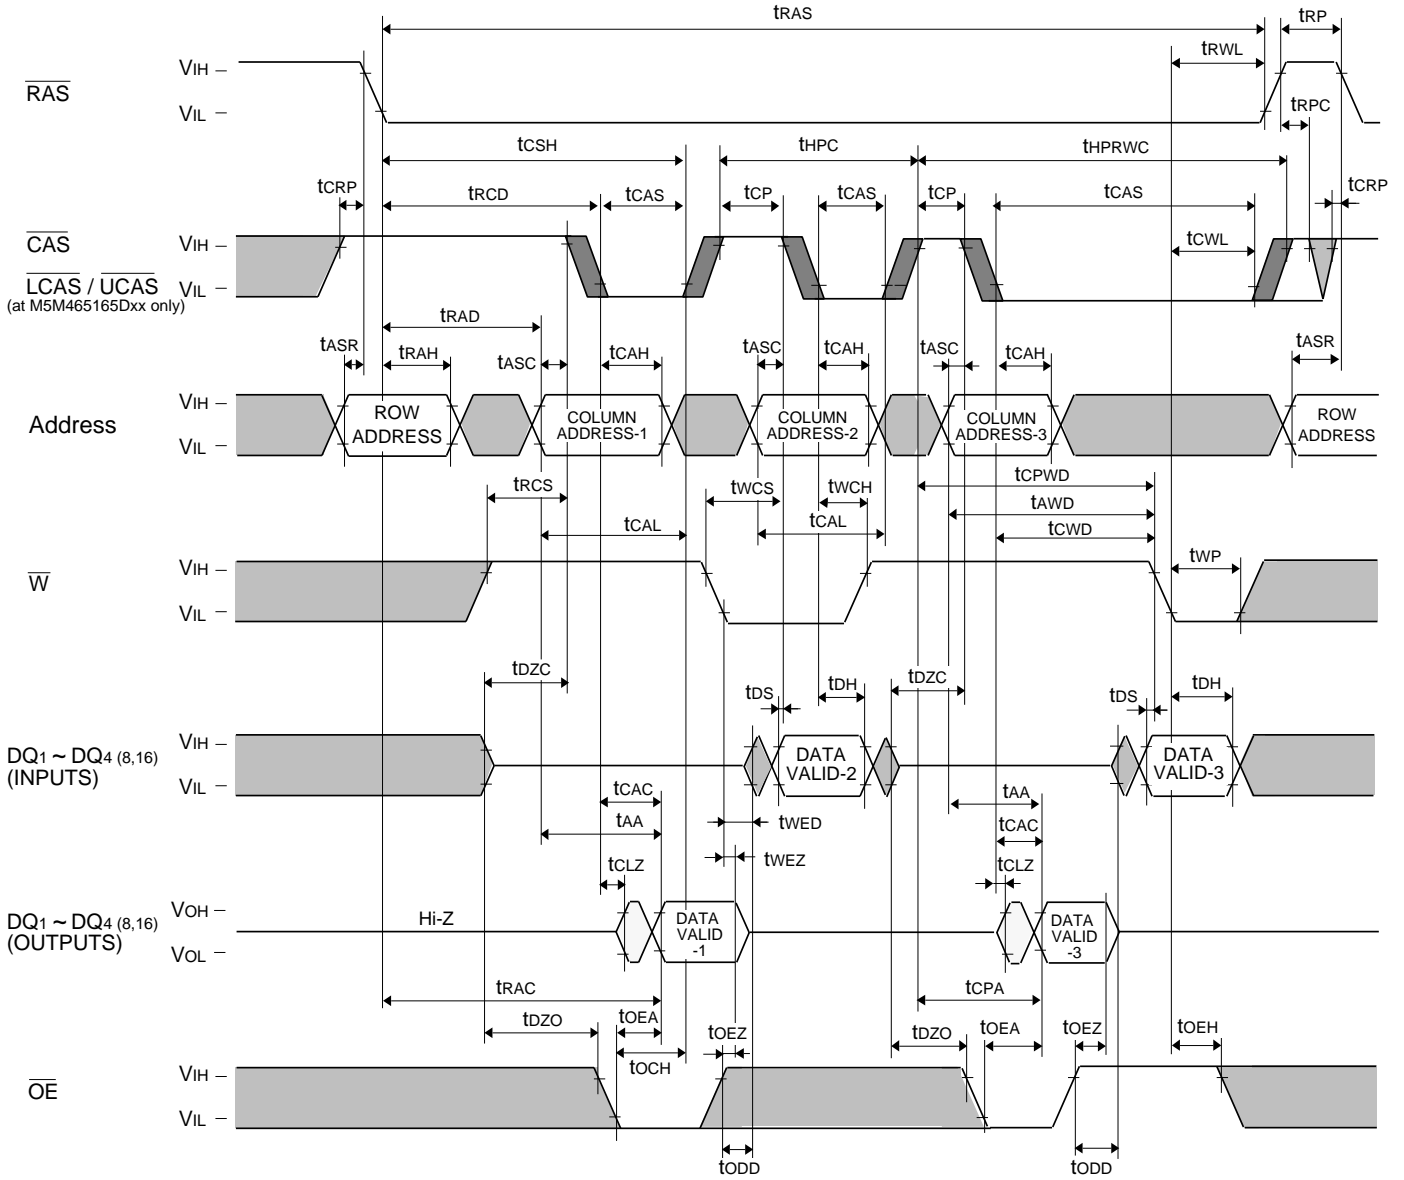 tRAS
tRP
tRWL
RAS
VIH
VIL
tRPC
tCSH
tHPC
tHPRWC
tCRP
tRCD
tCAS
tCP
tCAS
tCP
tCAS
tCRP
CAS
VIH
tCWL
LCAS / UCAS
VIL
(at M5M465165Dxx only)
tRAD
tASR
tRAH
tASC
tCAH
tASC
tCAH
tASC
tCAH
tASR
Address
VIH
VIL
ROW
ADDRESS
COLUMN
ADDRESS-1
COLUMN
ADDRESS-2
COLUMN
ADDRESS-3
ROW
ADDRESS
tRCS
tWCS
tWCH
tCPWD
tAWD
tCAL
tCAL
tCWD
W
VIH
VIL
tWP
tDZC
tDS
tDH
tDZC
tDS
tDH
DQ1 ~ DQ4 (8,16)
(INPUTS)
VIH
VIL
DATA
VALID-2
DATA
VALID-3
tCAC
tAA
tAA
tWED
tCAC
tCLZ
tWEZ
tCLZ
DQ1 ~ DQ4 (8,16)
(OUTPUTS)
VOH
VOL
Hi-Z
DATA
VALID
-1
DATA
VALID
-3
tRAC
tCPA
tDZO
tOEA
tOEZ
tDZO
tOEA
tOEZ
tOEH
tOCH
OE
VIH
VIL
tODD
tODD